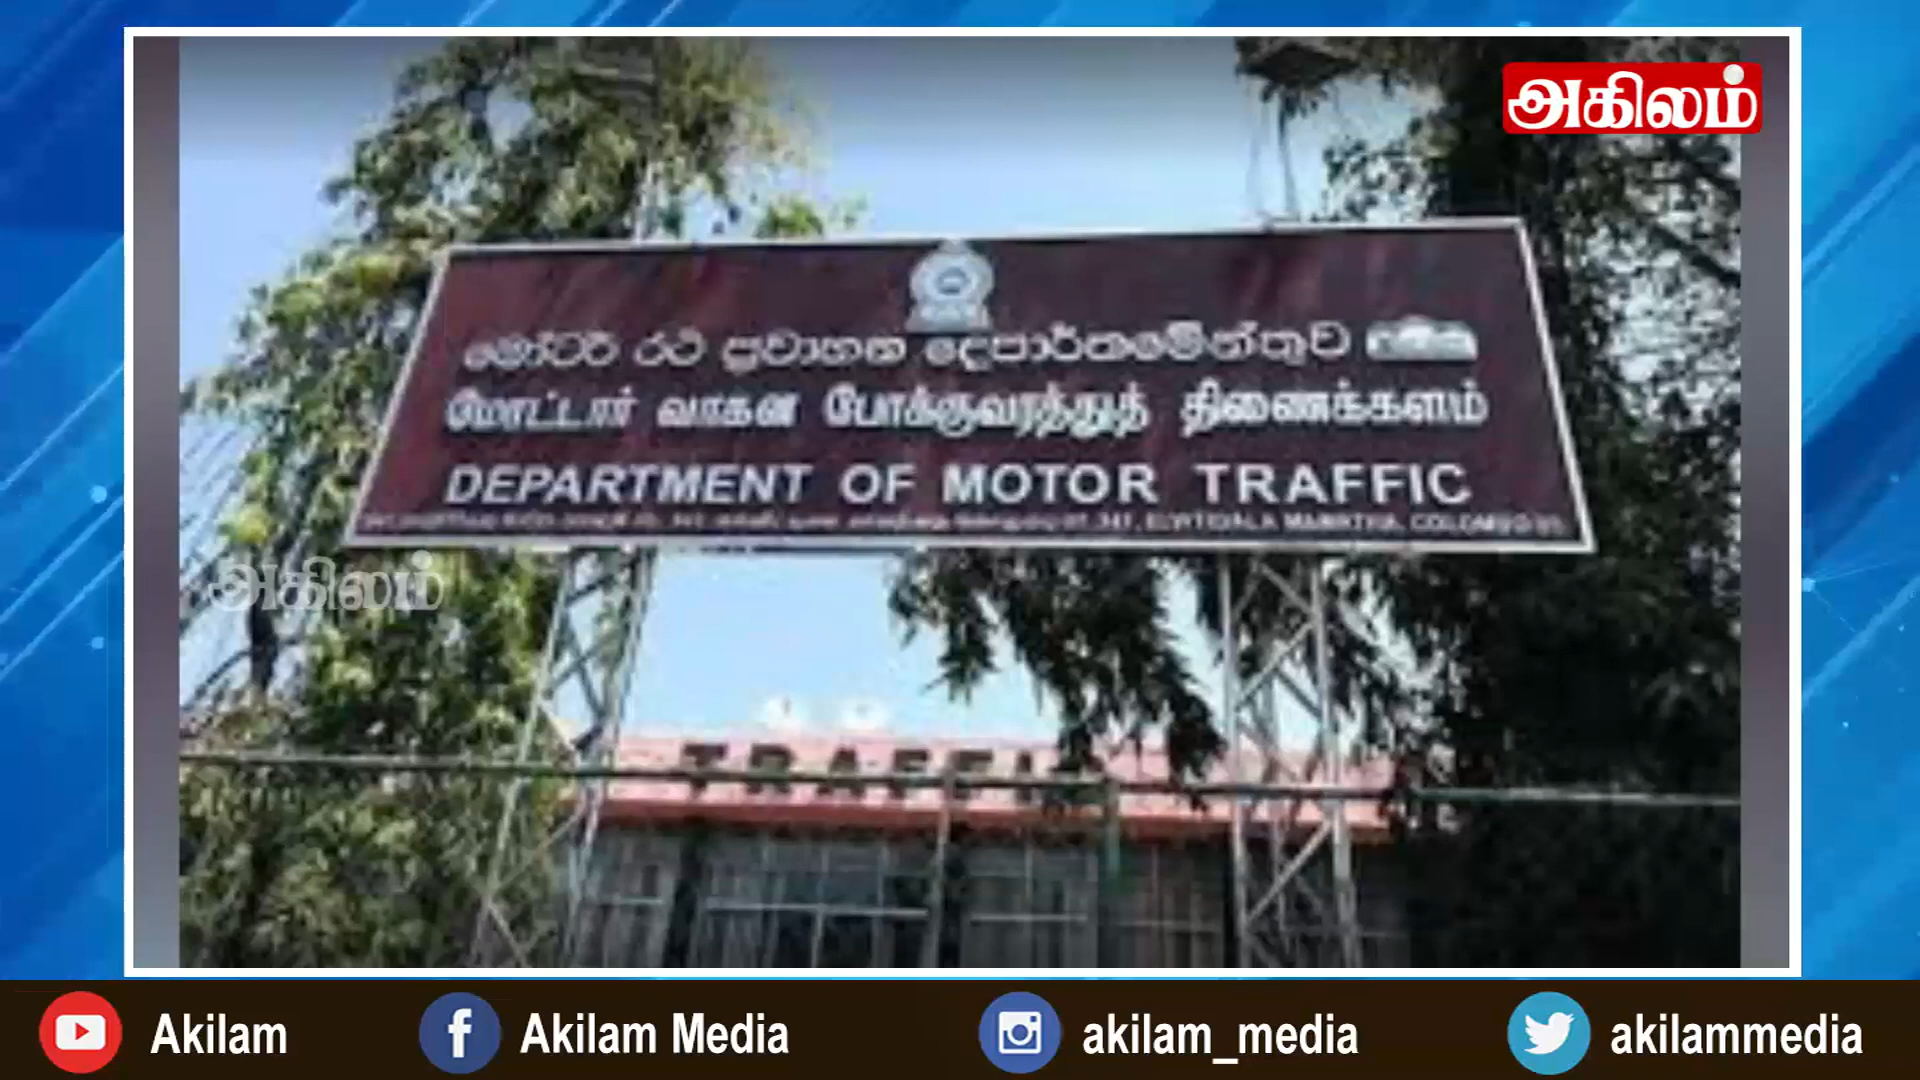 அகிலம்
මෝටර් රථ ප්‍රවාහන දෙපාර්තමේන්තුව
மோட்டார் வாகன போக்குவரத்துத் திணைக்களம்
DEPARTMENT OF MOTOR TRAFFIC
அகிலம்
TRAFFI
Akilam
Akilam Media
akilam_media
akilammedia